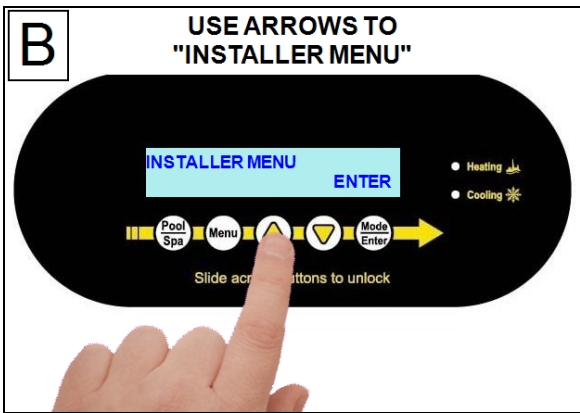 B
USE ARROWS TO
"INSTALLER MENU"
INSTALLER MENU
ENTER
Heating
Cooling
Pool
Spa
Menu
Mode
Enter
Slide acr ttons to unlock